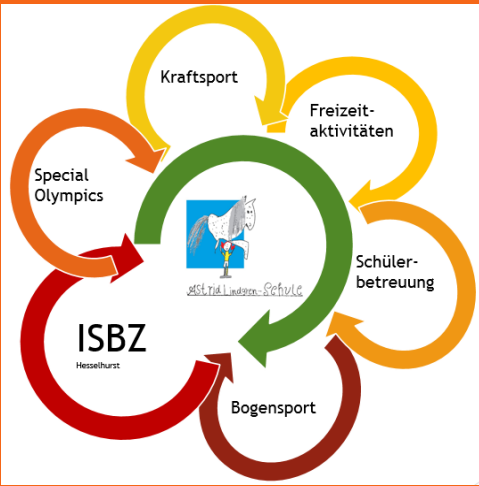 Kraftsport
Freizeit-
aktivitäten
Special
Olympics
Schüler-
betreuung
Astrid Lindgren-Schule
ISBZ
Hesselhurst
Bogensport